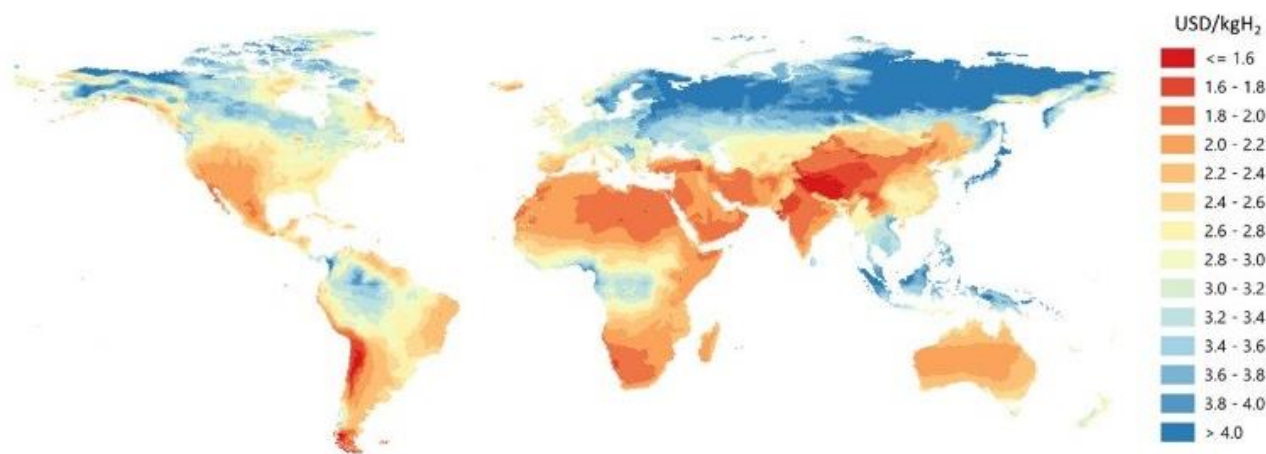 USD/kgH₂
<= 1.6
1.6 - 1.8
1.8 - 2.0
2.0 - 2.2
2.2 - 2.4
2.4 - 2.6
2.6 - 2.8
2.8 - 3.0
3.0 - 3.2
3.2 - 3.4
3.4 - 3.6
3.6 - 3.8
3.8 - 4.0
> 4.0